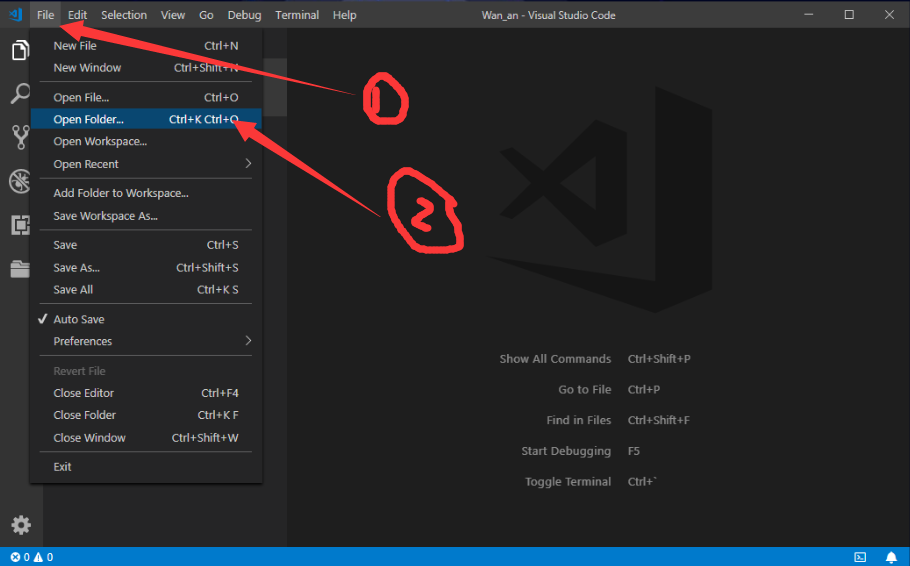 File Edit Selection View Go Debug Terminal Help Wan_an - Visual Studio Code
New File Ctrl+N
New Window Ctrl+Shift+N
1
Open File... Ctrl+O
Open Folder... Ctrl+K Ctrl+O
Open Workspace...
Open Recent
Add Folder to Workspace...
2
Save Workspace As...
Save Ctrl+S
Save As... Ctrl+Shift+S
Save All Ctrl+K S
Auto Save
Preferences
Revert File
Close Editor Ctrl+F4
Close Folder Ctrl+K F
Close Window Ctrl+Shift+W
Exit
Show All Commands Ctrl+Shift+P
Go to File Ctrl+P
Find in Files Ctrl+Shift+F
Start Debugging F5
Toggle Terminal Ctrl+`
0 0